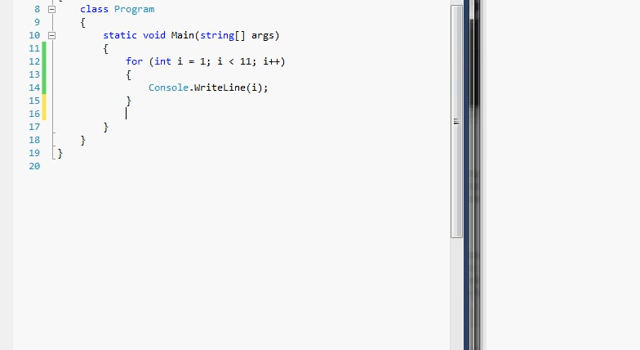 8 class Program
9 {
10 static void Main(string[] args)
11 {
12 for (int i = 1; i < 11; i++)
13 {
14 Console.WriteLine(i);
15 }
16
17 }
18 }
19 }
20